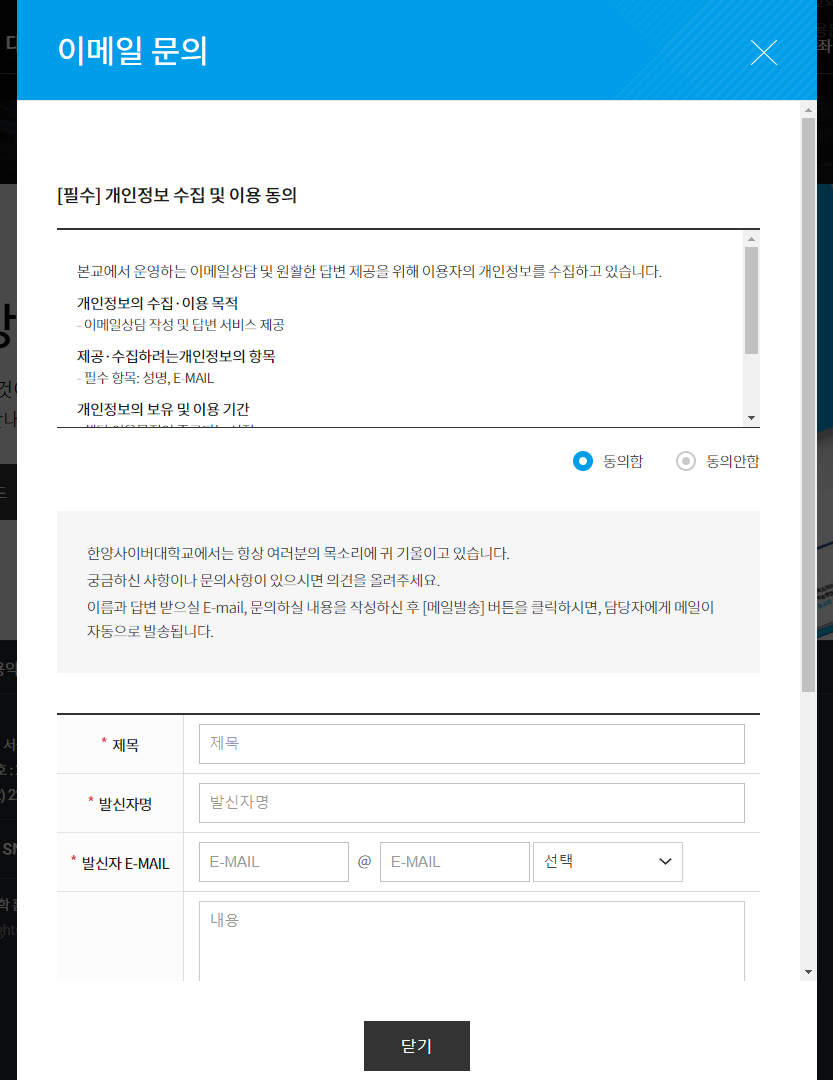 이메일 문의
[필수] 개인정보 수집 및 이용 동의
본교에서 운영하는 이메일상담 및 원활한 답변 제공을 위해 이용자의 개인정보를 수집하고 있습니다.
개인정보의 수집·이용 목적
- 이메일상담 작성 및 답변 서비스 제공
제공·수집하려는개인정보의 항목
- 필수 항목: 성명, E-MAIL
개인정보의 보유 및 이용 기간
동의함 동의안함
한양사이버대학교에서는 항상 여러분의 목소리에 귀 기울이고 있습니다.
궁금하신 사항이나 문의사항이 있으시면 의견을 올려주세요.
이름과 답변 받으실 E-mail, 문의하실 내용을 작성하신 후 [메일발송] 버튼을 클릭하시면, 담당자에게 메일이
자동으로 발송됩니다.
* 제목 제목
* 발신자명 발신자명
* 발신자 E-MAIL E-MAIL @ E-MAIL 선택
내용
닫기